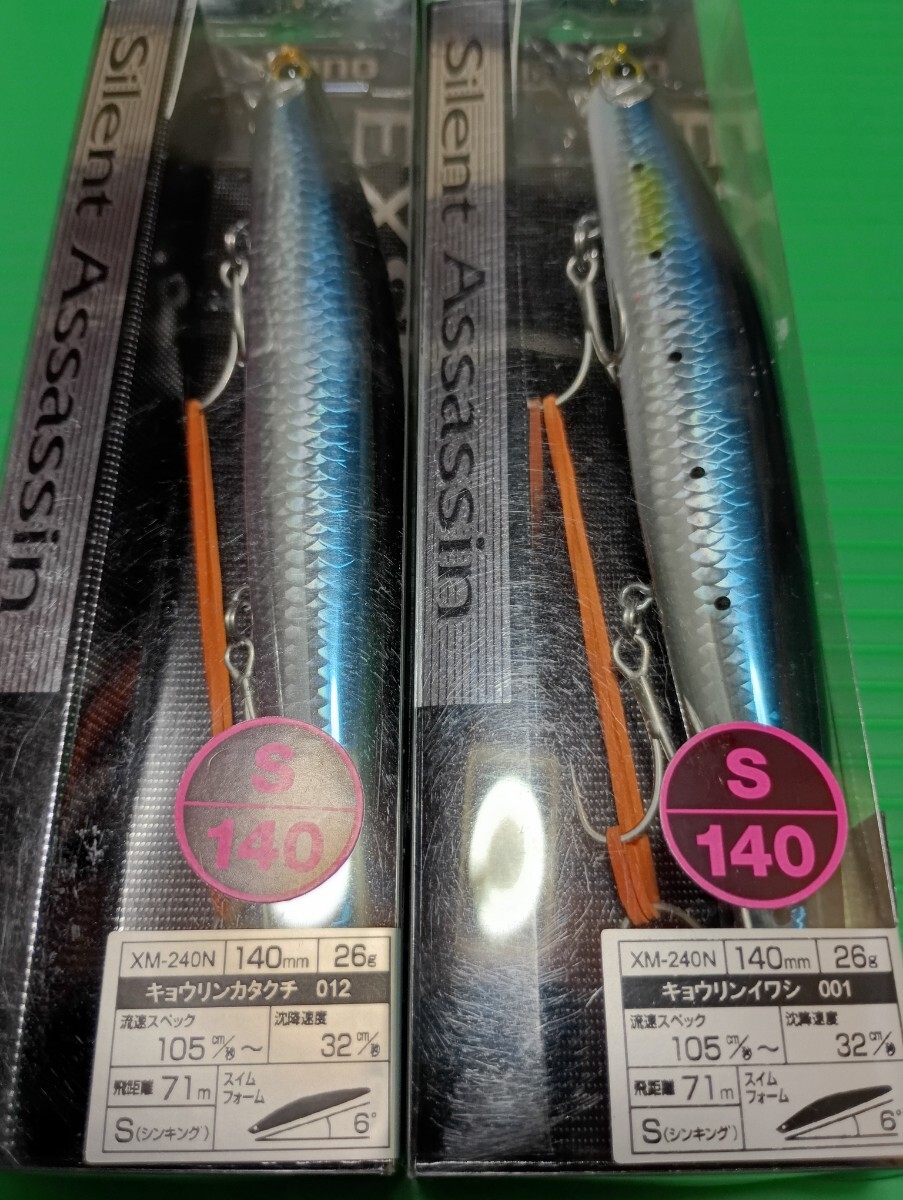 Silent Assassin
S
140
XM-240N 140mm 26g
キョウリンカタクチ 012
流速スペック 沈降速度
105cm/秒～ 32cm/秒
飛距離 71m スイム
フォーム
6°
S(シンキング)
Silent Assassin
S
140
XM-240N 140mm 26g
キョウリンイワシ 001
流速スペック 沈降速度
105cm/秒～ 32cm/秒
飛距離 71m スイム
フォーム
6°
S(シンキング)